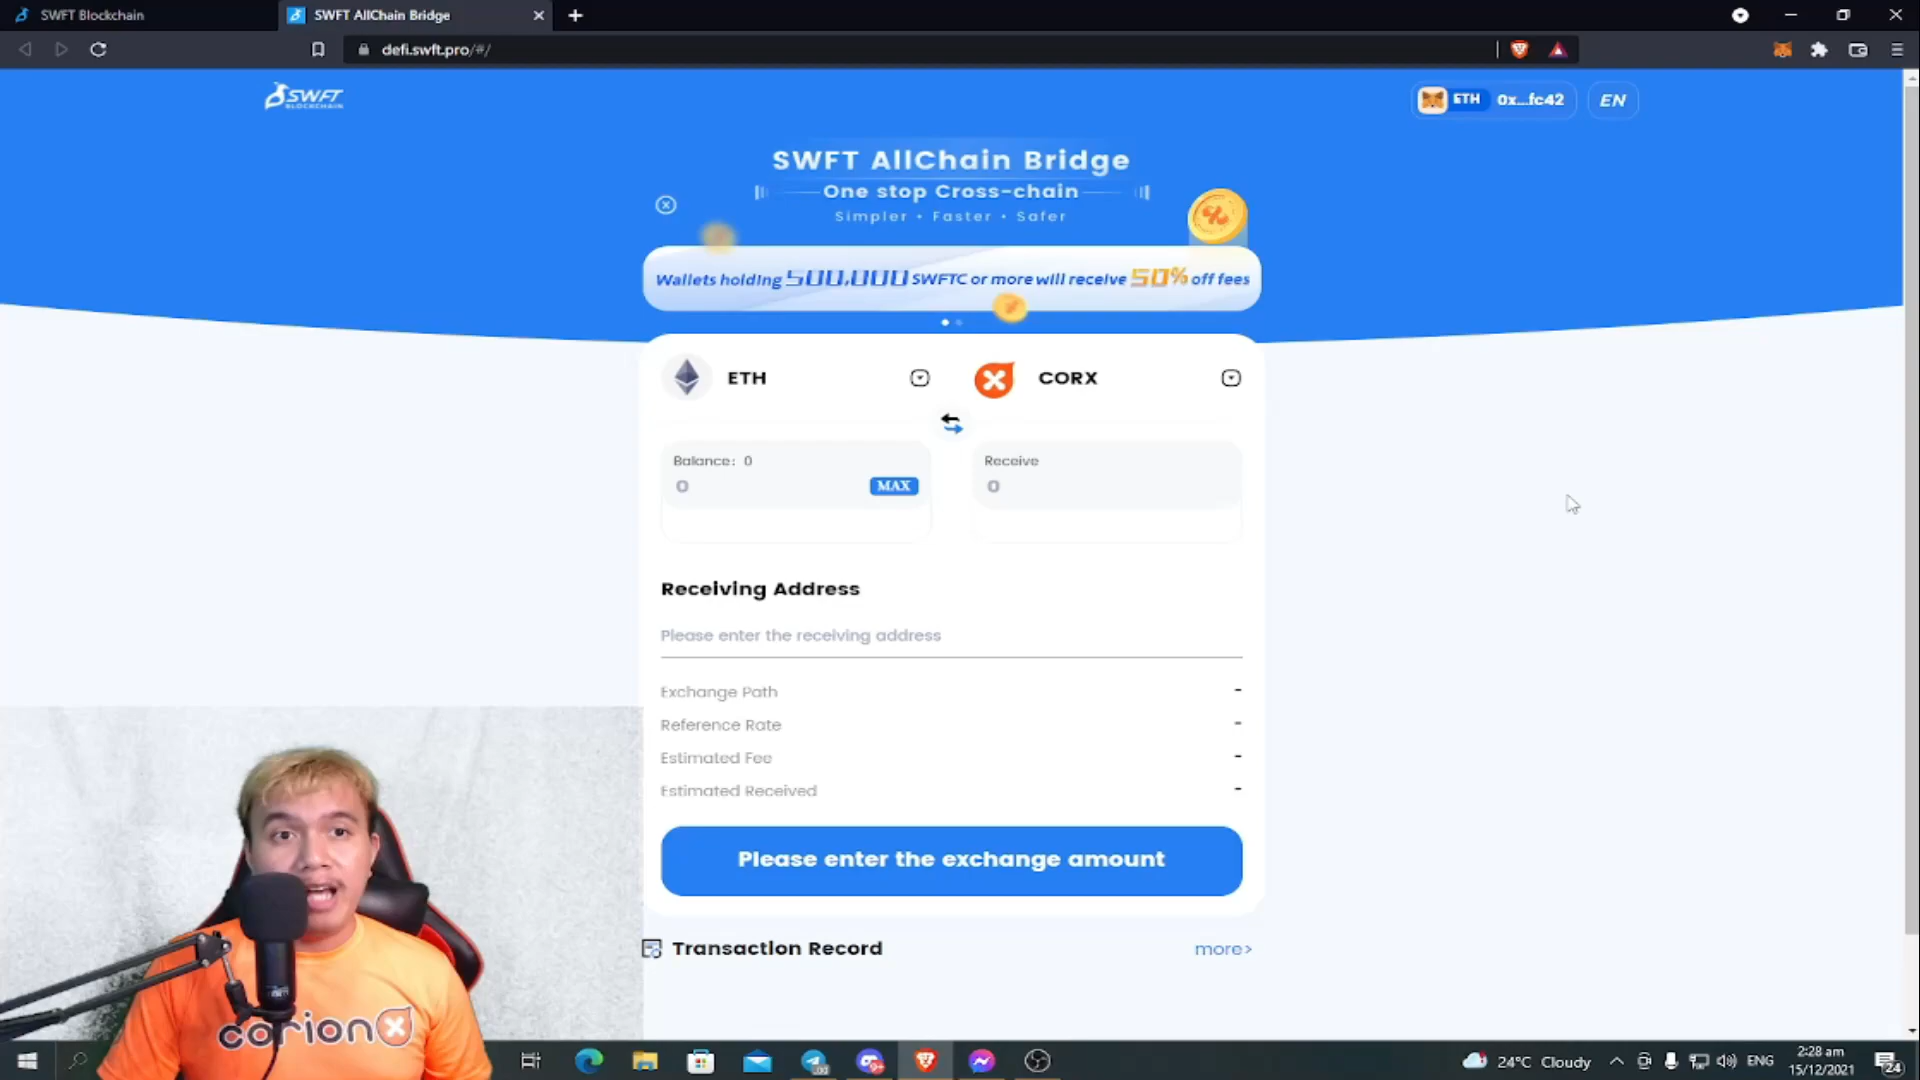 SWFT Blockchain
SWFT AllChain Bridge
defi.swft.pro/#/
SWFT
BLOCKCHAIN
ETH 0x...fc42
EN
SWFT AllChain Bridge
One stop Cross-chain
Simpler • Faster • Safer
Wallets holding 500,000 SWFTC or more will receive 50% off fees
ETH
CORX
Balance: 0
0
MAX
Receive
0
Receiving Address
Please enter the receiving address
Exchange Path -
Reference Rate -
Estimated Fee -
Estimated Received -
Please enter the exchange amount
Transaction Record
more>
corion
24°C Cloudy
ENG
2:28 am
15/12/2021
24